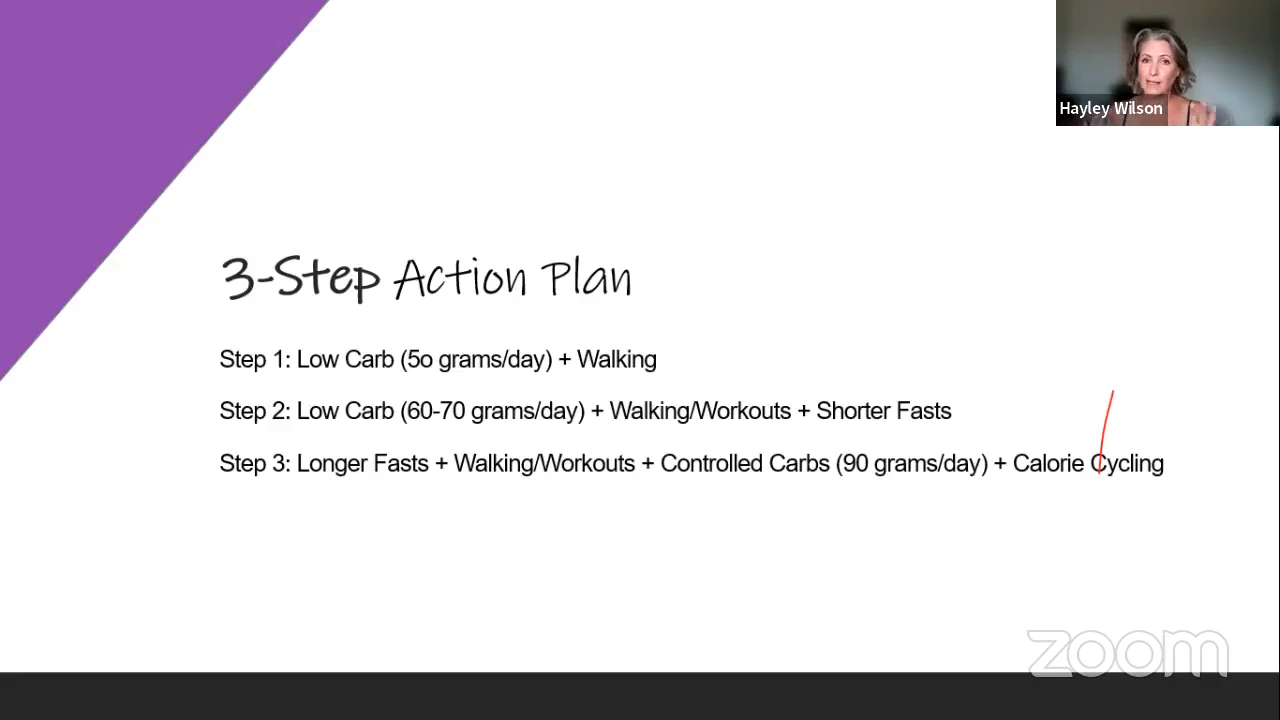 Hayley Wilson
3-Step Action Plan
Step 1: Low Carb (5o grams/day) + Walking
Step 2: Low Carb (60-70 grams/day) + Walking/Workouts + Shorter Fasts
Step 3: Longer Fasts + Walking/Workouts + Controlled Carbs (90 grams/day) + Calorie Cycling
zoom